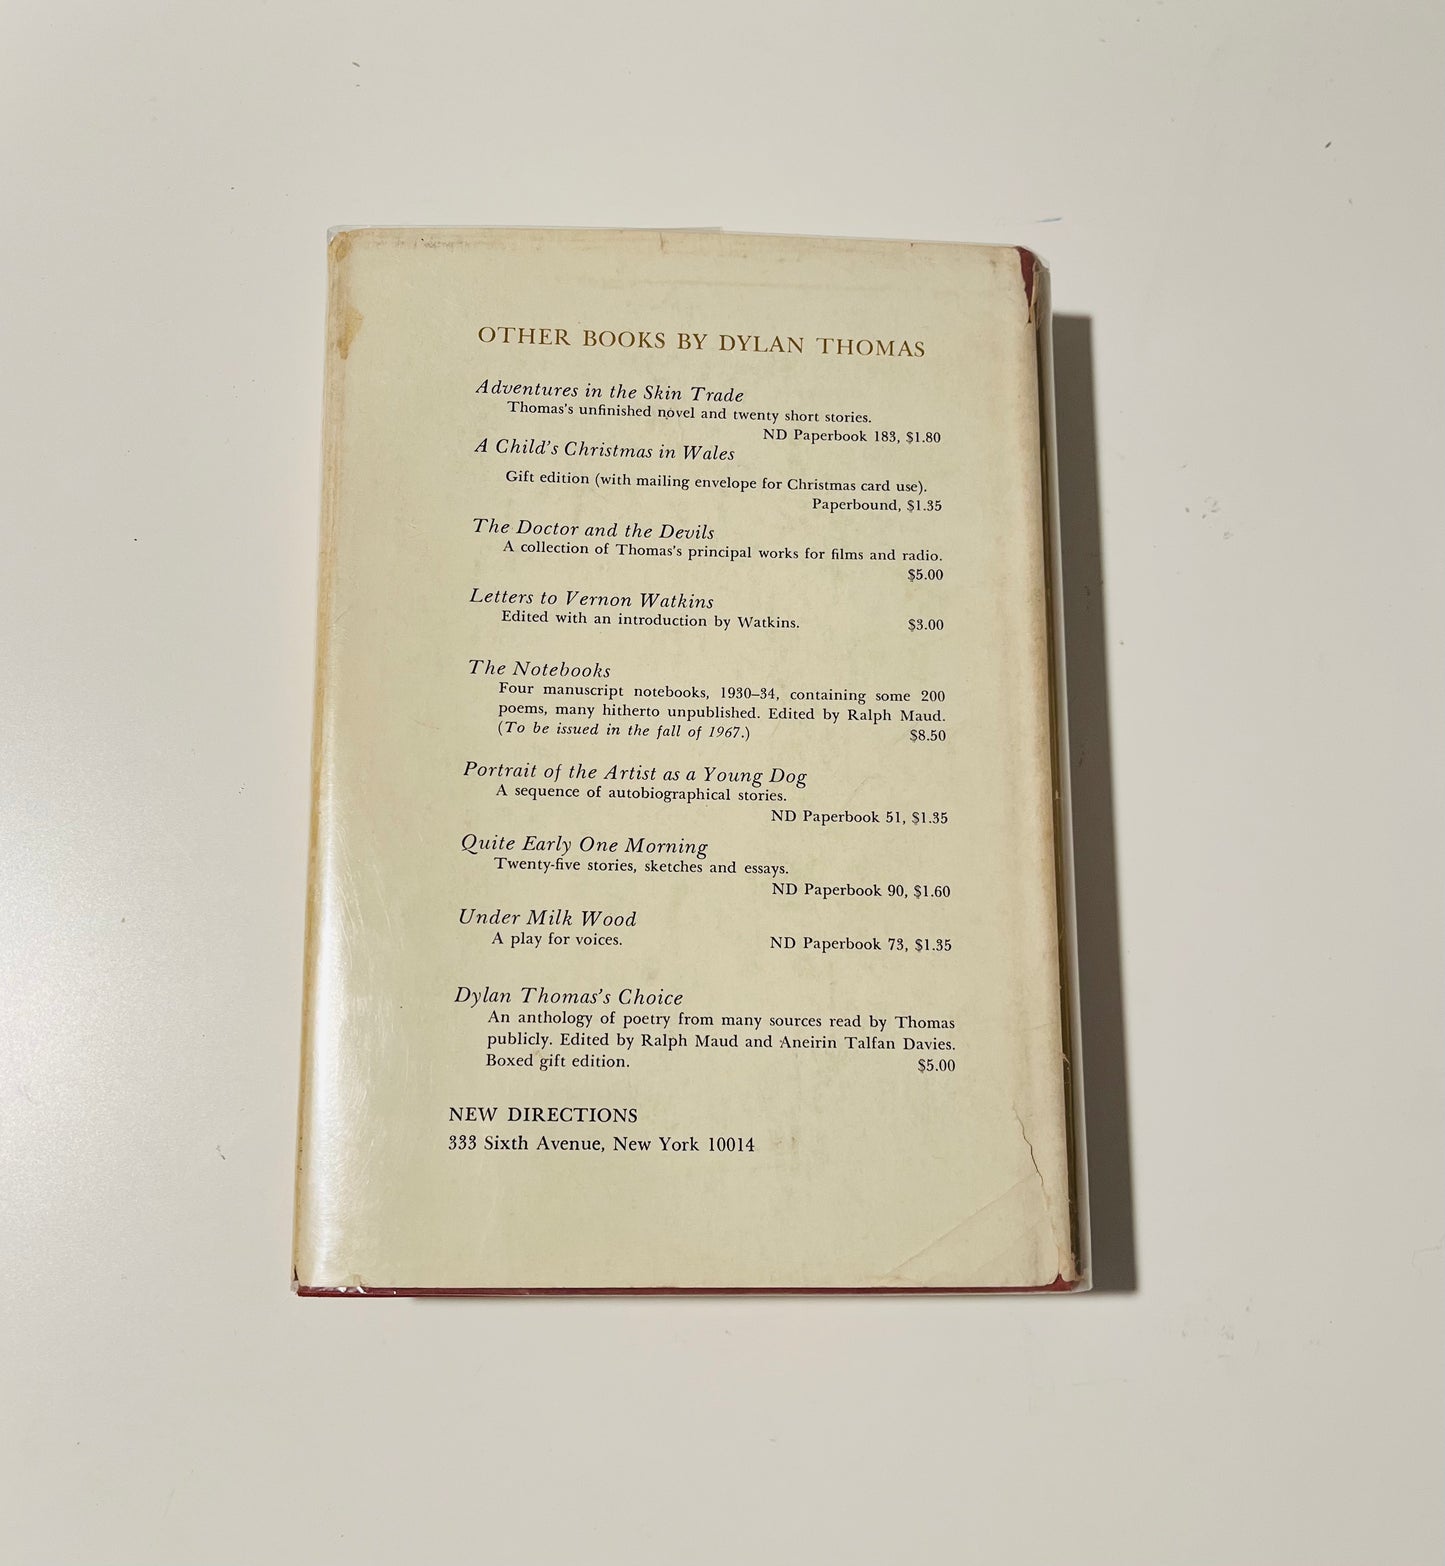 OTHER BOOKS BY DYLAN THOMAS
Adventures in the Skin Trade
Thomas's unfinished novel and twenty short stories.
ND Paperbook 183, $1.80
A Child's Christmas in Wales
Gift edition (with mailing envelope for Christmas card use).
Paperbound, $1.35
The Doctor and the Devils
A collection of Thomas's principal works for films and radio.
$5.00
Letters to Vernon Watkins
Edited with an introduction by Watkins. $3.00
The Notebooks
Four manuscript notebooks, 1930–34, containing some 200
poems, many hitherto unpublished. Edited by Ralph Maud.
(To be issued in the fall of 1967.) $8.50
Portrait of the Artist as a Young Dog
A sequence of autobiographical stories.
ND Paperbook 51, $1.35
Quite Early One Morning
Twenty-five stories, sketches and essays.
ND Paperbook 90, $1.60
Under Milk Wood
A play for voices. ND Paperbook 73, $1.35
Dylan Thomas's Choice
An anthology of poetry from many sources read by Thomas
publicly. Edited by Ralph Maud and Aneirin Talfan Davies.
Boxed gift edition. $5.00
NEW DIRECTIONS
333 Sixth Avenue, New York 10014